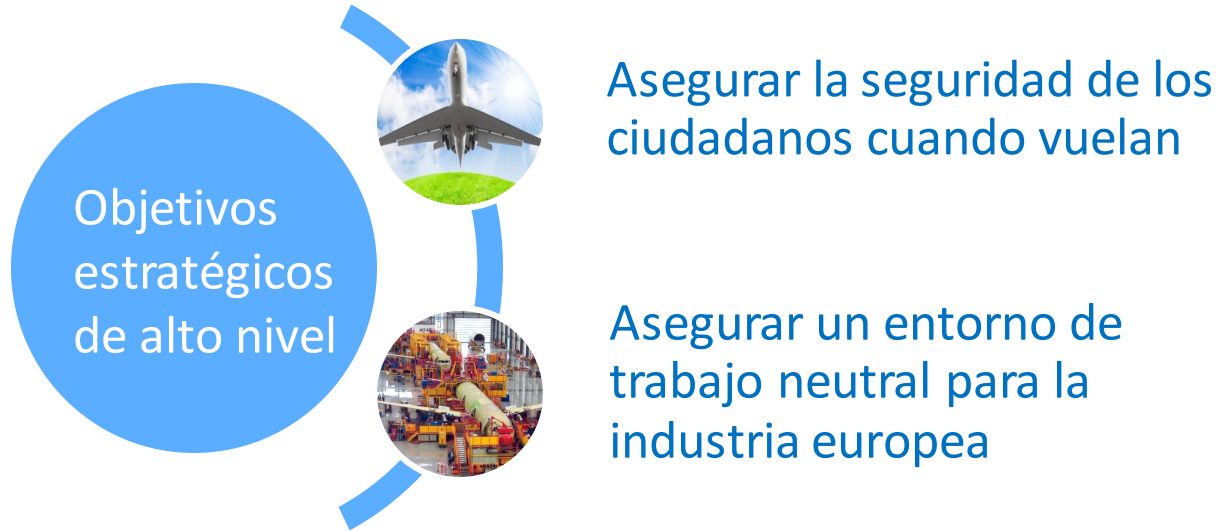 Objetivos
estratégicos
de alto nivel
Asegurar la seguridad de los
ciudadanos cuando vuelan
Asegurar un entorno de
trabajo neutral para la
industria europea